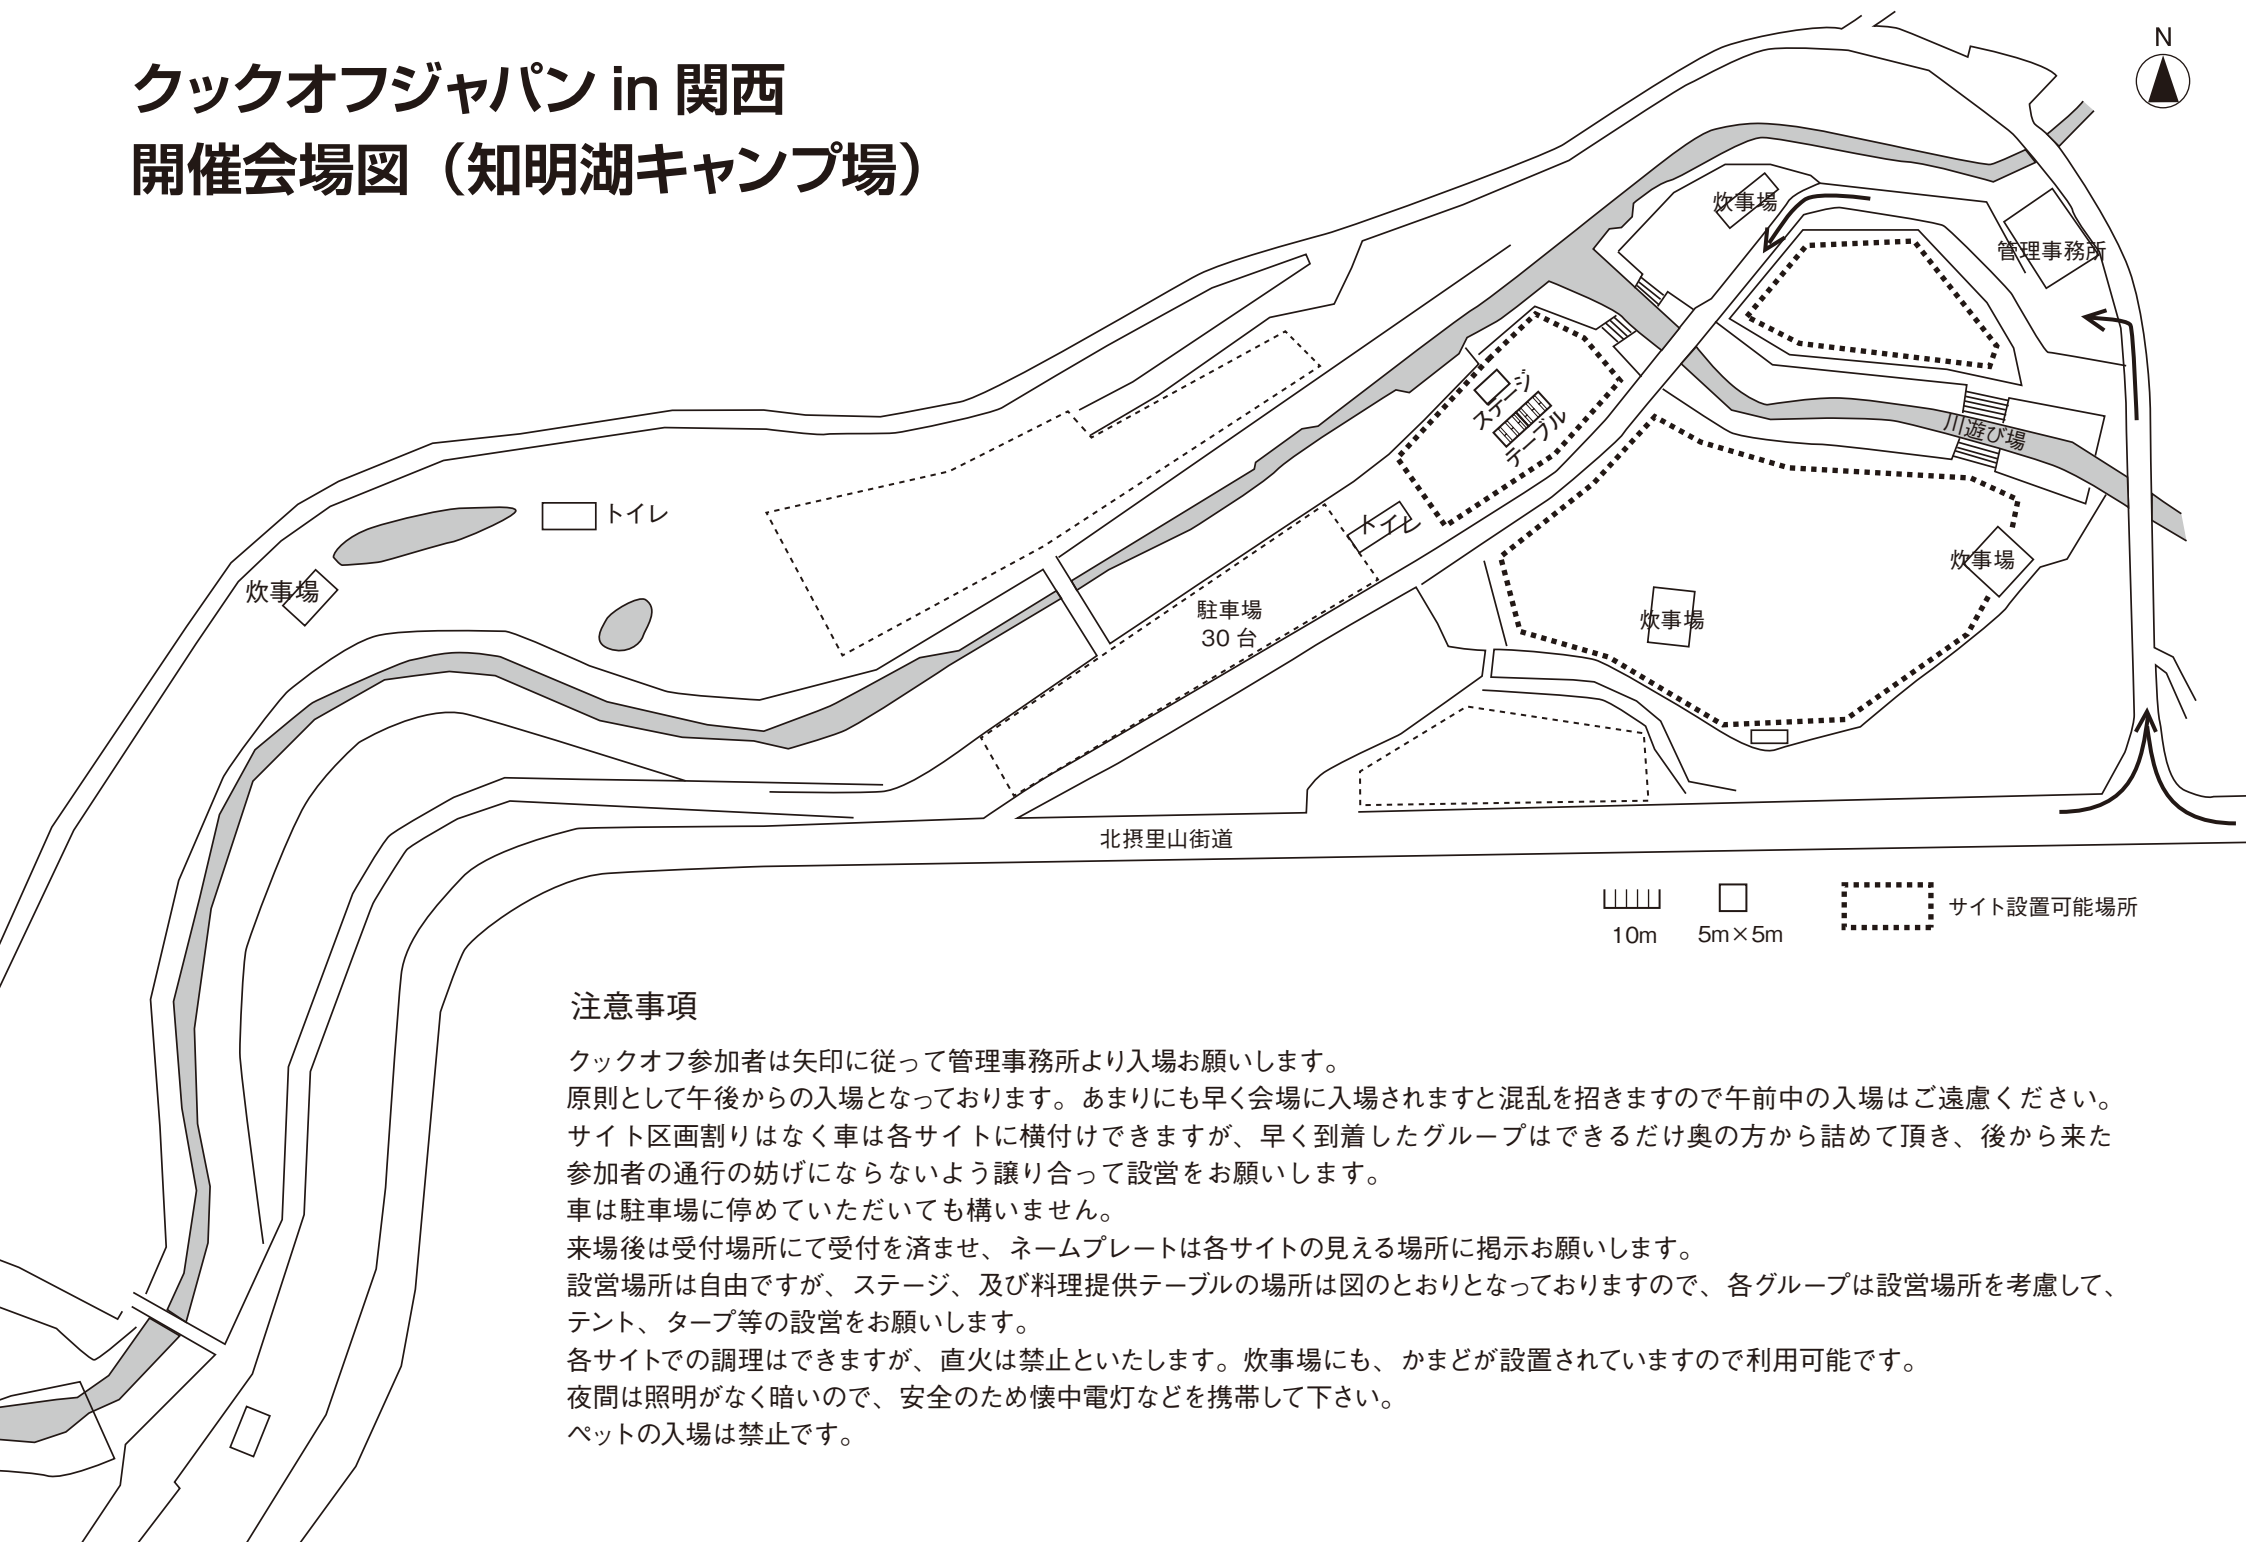 クックオフジャパン in 関西
開催会場図（知明湖キャンプ場）
N
炊事場
管理事務所
ステージ
テーブル
川遊び場
トイレ
トイレ
炊事場
炊事場
炊事場
駐車場
30 台
北摂里山街道
10m
5m×5m
サイト設置可能場所
注意事項
クックオフ参加者は矢印に従って管理事務所より入場お願いします。
原則として午後からの入場となっております。あまりにも早く会場に入場されますと混乱を招きますので午前中の入場はご遠慮ください。
サイト区画割りはなく車は各サイトに横付けできますが、早く到着したグループはできるだけ奥の方から詰めて頂き、後から来た
参加者の通行の妨げにならないよう譲り合って設営をお願いします。
車は駐車場に停めていただいても構いません。
来場後は受付場所にて受付を済ませ、ネームプレートは各サイトの見える場所に掲示お願いします。
設営場所は自由ですが、ステージ、及び料理提供テーブルの場所は図のとおりとなっておりますので、各グループは設営場所を考慮して、
テント、タープ等の設営をお願いします。
各サイトでの調理はできますが、直火は禁止といたします。炊事場にも、かまどが設置されていますので利用可能です。
夜間は照明がなく暗いので、安全のため懐中電灯などを携帯して下さい。
ペットの入場は禁止です。